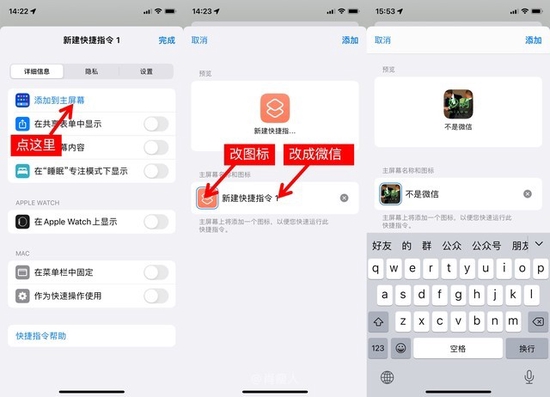 14:22
新建快捷指令 1
完成
详细信息
隐私
设置
添加到主屏幕
在共享表单中显示
点这里
幕内容
在“睡眠”专注模式下显示
APPLE WATCH
在 Apple Watch 上显示
MAC
在菜单栏中固定
作为快速操作使用
快捷指令帮助
14:23
取消
添加
预览
新建快捷指...
改图标
改成微信
主屏幕名称和图标
新建快捷指令 1
主屏幕上将添加一个图标，以便您快速运行此
快捷指令。
15:53
取消
添加
预览
不是微信
主屏幕名称和图标
不是微信
主屏幕上将添加一个图标，以便您快速运行此
快捷指令。
好友 的 群 公众 公众号 朋友
q w e r t y u i o p
a s d f g h j k l
z x c v b n m
123 空格 换行